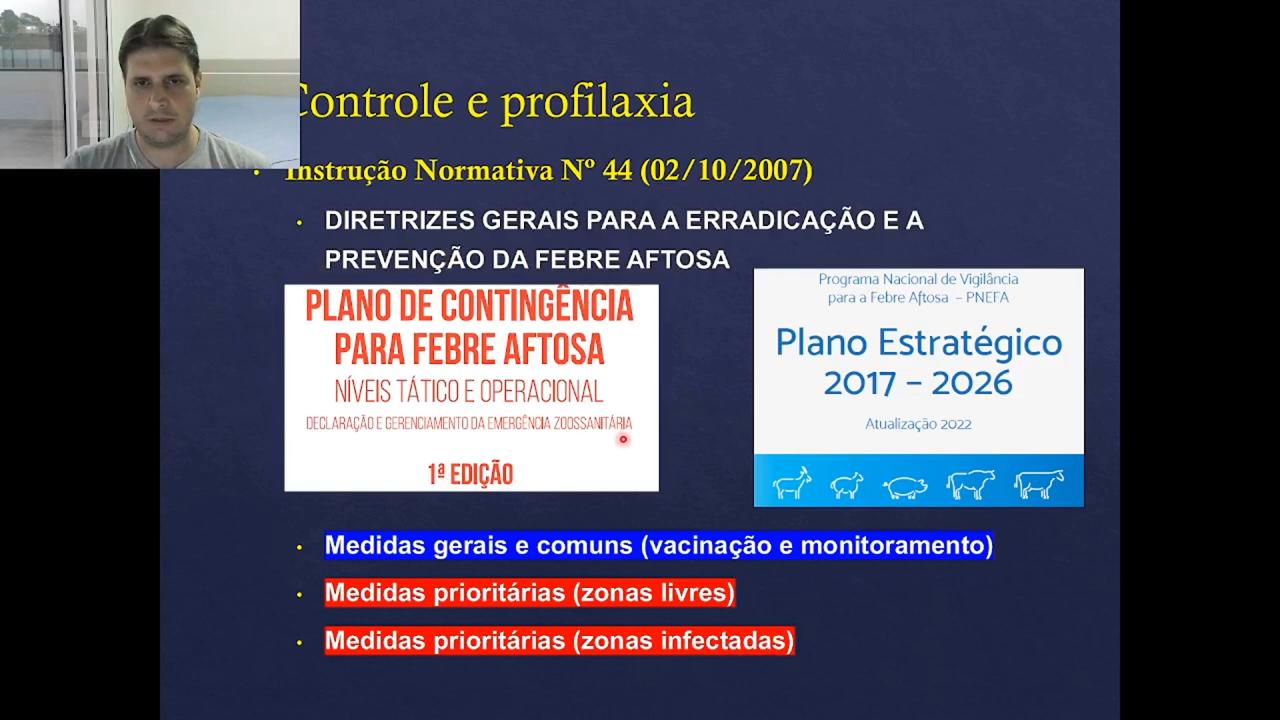 Controle e profilaxia
Instrução Normativa Nº 44 (02/10/2007)
DIRETRIZES GERAIS PARA A ERRADICAÇÃO E A
PREVENÇÃO DA FEBRE AFTOSA
PLANO DE CONTINGÊNCIA
PARA FEBRE AFTOSA
NÍVEIS TÁTICO E OPERACIONAL
DECLARAÇÃO E GERENCIAMENTO DA EMERGÊNCIA ZOOSSANITÁRIA
1ª EDIÇÃO
Programa Nacional de Vigilância
para a Febre Aftosa – PNEFA
Plano Estratégico
2017 – 2026
Atualização 2022
Medidas gerais e comuns (vacinação e monitoramento)
Medidas prioritárias (zonas livres)
Medidas prioritárias (zonas infectadas)